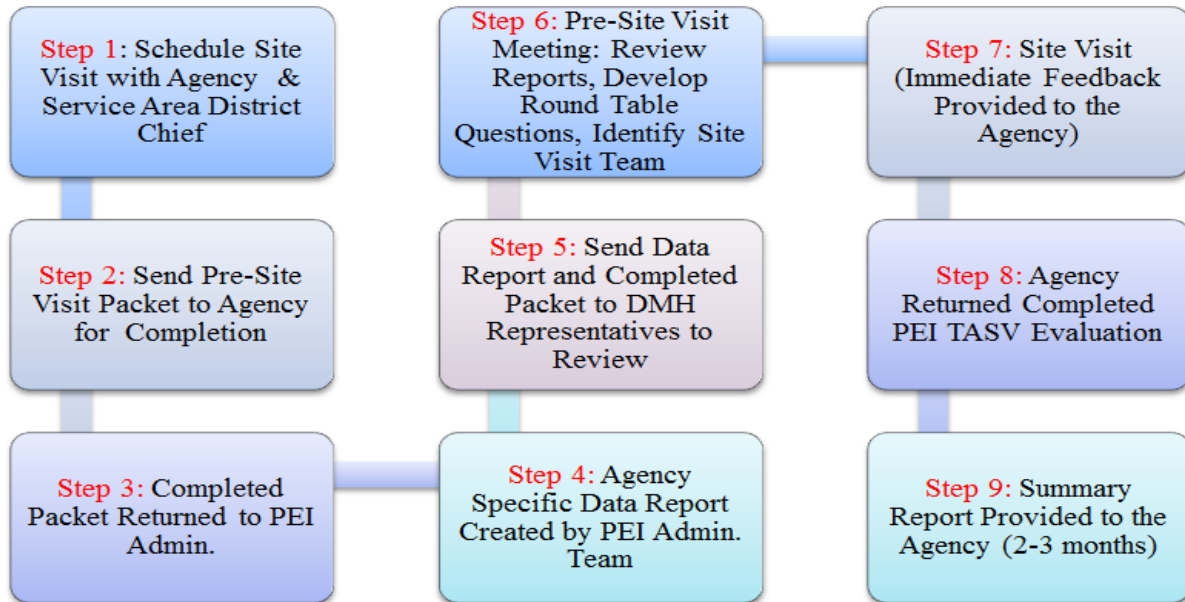 Step 1: Schedule Site
Visit with Agency &
Service Area District
Chief
Step 2: Send Pre-Site
Visit Packet to Agency
for Completion
Step 3: Completed
Packet Returned to PEI
Admin.
Step 4: Agency
Specific Data Report
Created by PEI Admin.
Team
Step 5: Send Data
Report and Completed
Packet to DMH
Representatives to
Review
Step 6: Pre-Site Visit
Meeting: Review
Reports, Develop
Round Table
Questions, Identify Site
Visit Team
Step 7: Site Visit
(Immediate Feedback
Provided to the
Agency)
Step 8: Agency
Returned Completed
PEI TASV Evaluation
Step 9: Summary
Report Provided to the
Agency (2-3 months)